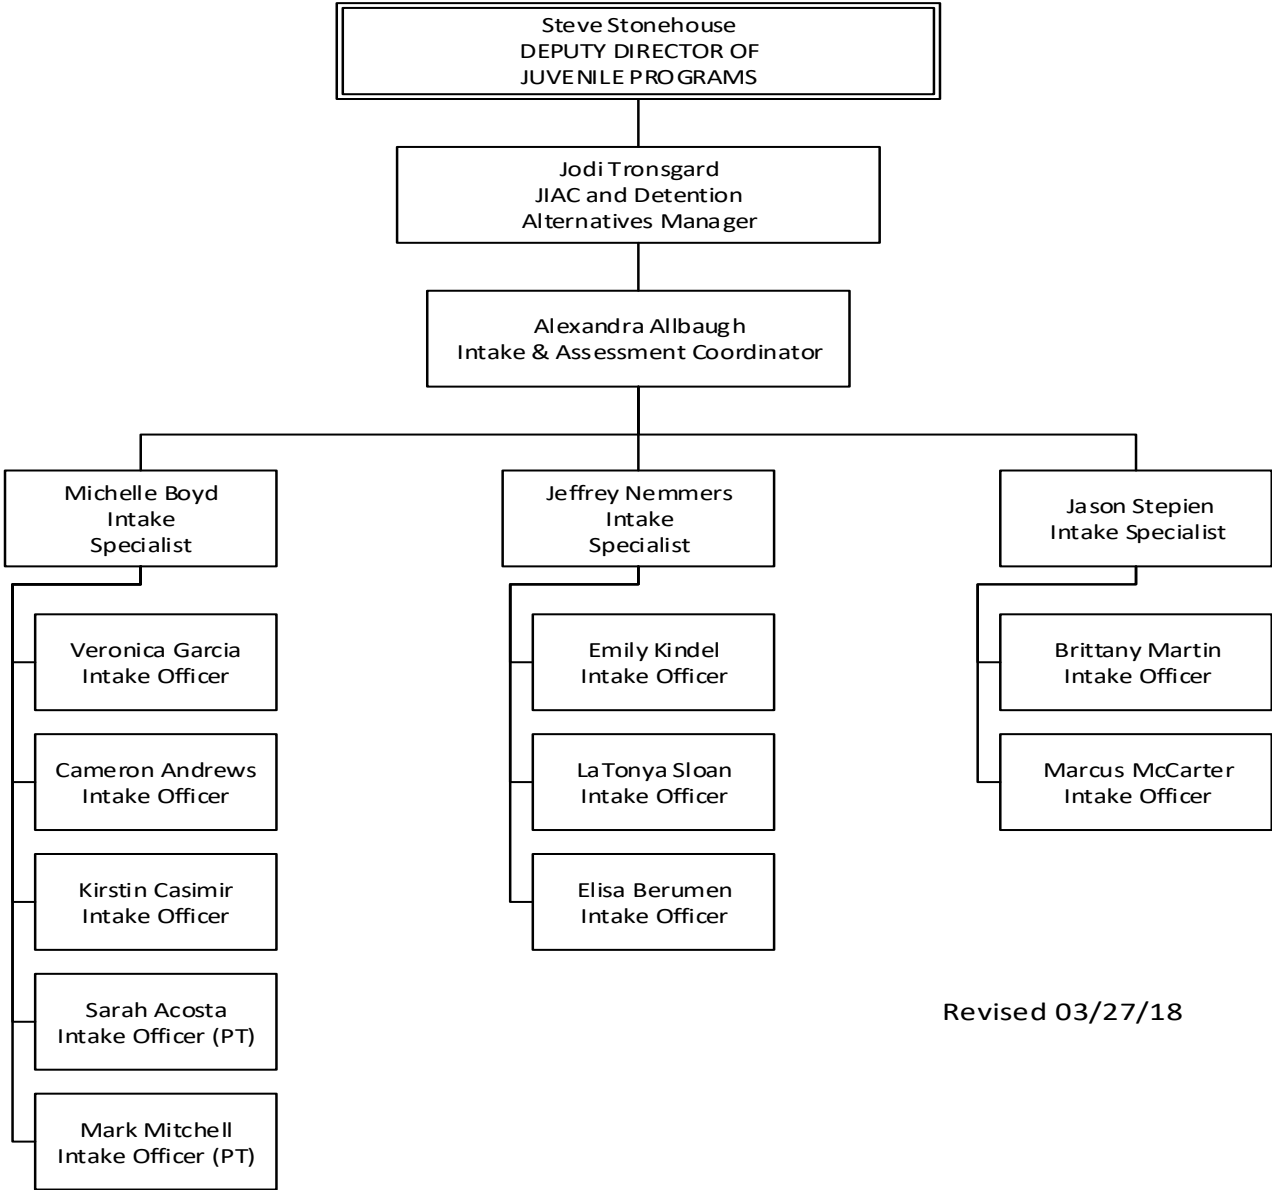 Steve Stonehouse
DEPUTY DIRECTOR OF
JUVENILE PROGRAMS
Jodi Tronsgard
JIAC and Detention
Alternatives Manager
Alexandra Allbaugh
Intake & Assessment Coordinator
Michelle Boyd
Intake
Specialist
Jeffrey Nemmers
Intake
Specialist
Jason Stepien
Intake Specialist
Veronica Garcia
Intake Officer
Emily Kindel
Intake Officer
Brittany Martin
Intake Officer
Cameron Andrews
Intake Officer
LaTonya Sloan
Intake Officer
Marcus McCarter
Intake Officer
Kirstin Casimir
Intake Officer
Elisa Berumen
Intake Officer
Sarah Acosta
Intake Officer (PT)
Revised 03/27/18
Mark Mitchell
Intake Officer (PT)